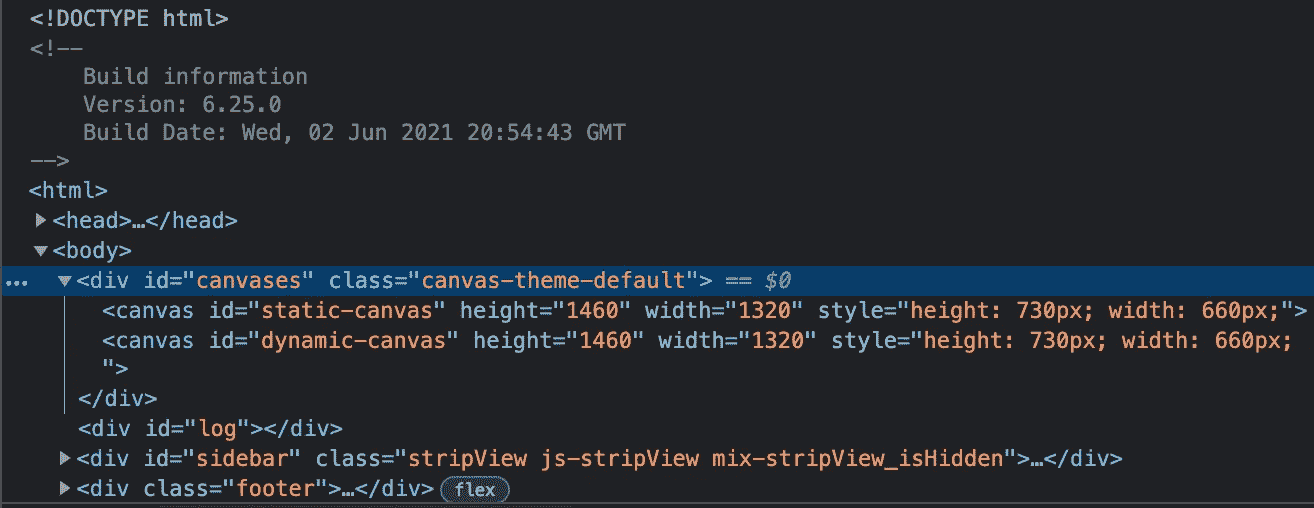 <!DOCTYPE html>
<!--
Build information
Version: 6.25.0
Build Date: Wed, 02 Jun 2021 20:54:43 GMT
-->
<html>
<head>…</head>
<body>
<div id="canvases" class="canvas-theme-default"> == $0
<canvas id="static-canvas" height="1460" width="1320" style="height: 730px; width: 660px;">
<canvas id="dynamic-canvas" height="1460" width="1320" style="height: 730px; width: 660px;
">
</div>
<div id="log"></div>
<div id="sidebar" class="stripView js-stripView mix-stripView_isHidden">…</div>
<div class="footer">…</div> flex